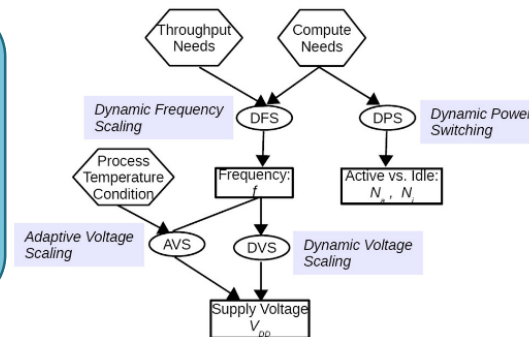 Throughput
Needs
Compute
Needs
Dynamic Frequency
Scaling
DFS
DPS
Dynamic Power
Switching
Process
Temperature
Condition
Frequency:
f
Active vs. Idle:
Nₐ , Nᵢ
Adaptive Voltage
Scaling
AVS
DVS
Dynamic Voltage
Scaling
Supply Voltage
V_DD